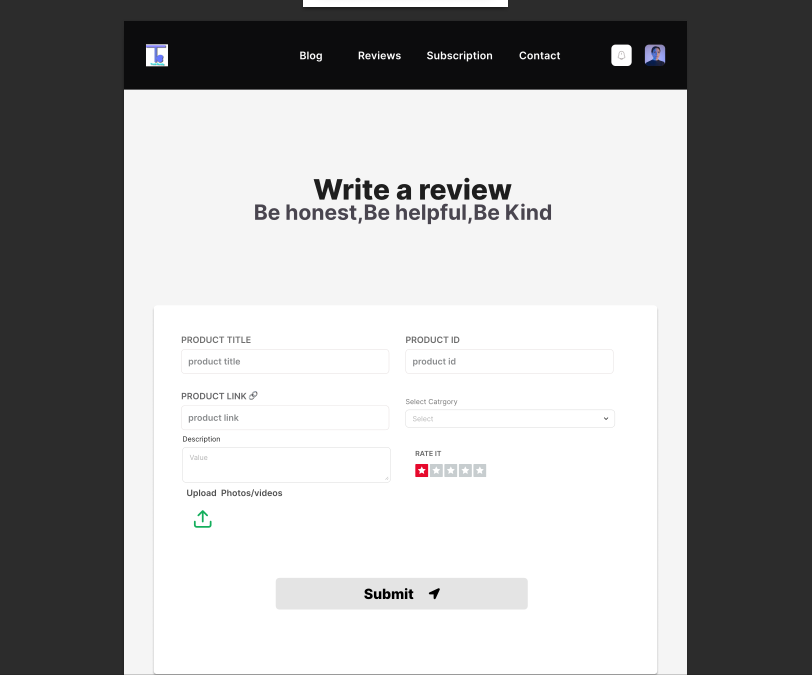 Blog Reviews Subscription Contact
Write a review
Be honest,Be helpful,Be Kind
PRODUCT TITLE
PRODUCT ID
product title
product id
PRODUCT LINK
Select Catrgory
product link
Select
Description
Value
RATE IT
Upload Photos/videos
Submit